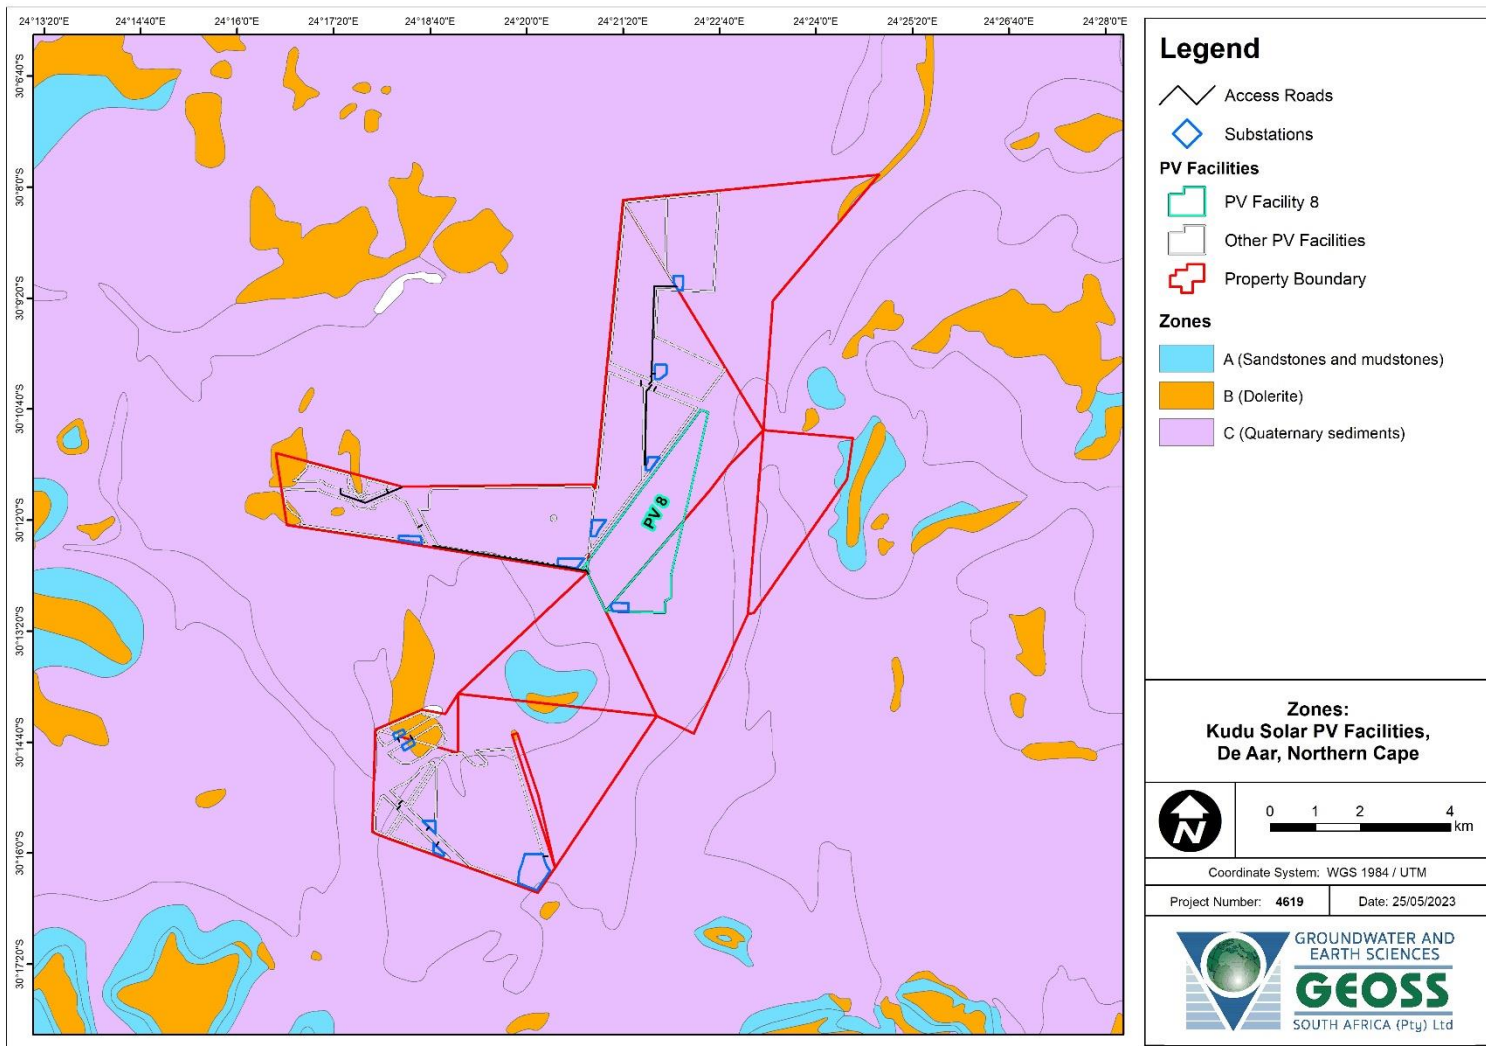 24°13'20"E 24°14'40"E 24°16'0"E 24°17'20"E 24°18'40"E 24°20'0"E 24°21'20"E 24°22'40"E 24°24'0"E 24°25'20"E 24°26'40"E 24°28'0"E
30°6'40"S
30°8'0"S
30°9'20"S
30°10'40"S
30°12'0"S
30°13'20"S
30°14'40"S
30°16'0"S
30°17'20"S
PV 8
Legend
Access Roads
Substations
PV Facilities
PV Facility 8
Other PV Facilities
Property Boundary
Zones
A (Sandstones and mudstones)
B (Dolerite)
C (Quaternary sediments)
Zones:
Kudu Solar PV Facilities,
De Aar, Northern Cape
N
0 1 2 4
km
Coordinate System: WGS 1984 / UTM
Project Number: 4619 Date: 25/05/2023
GROUNDWATER AND
EARTH SCIENCES
GEOSS
SOUTH AFRICA (Pty) Ltd